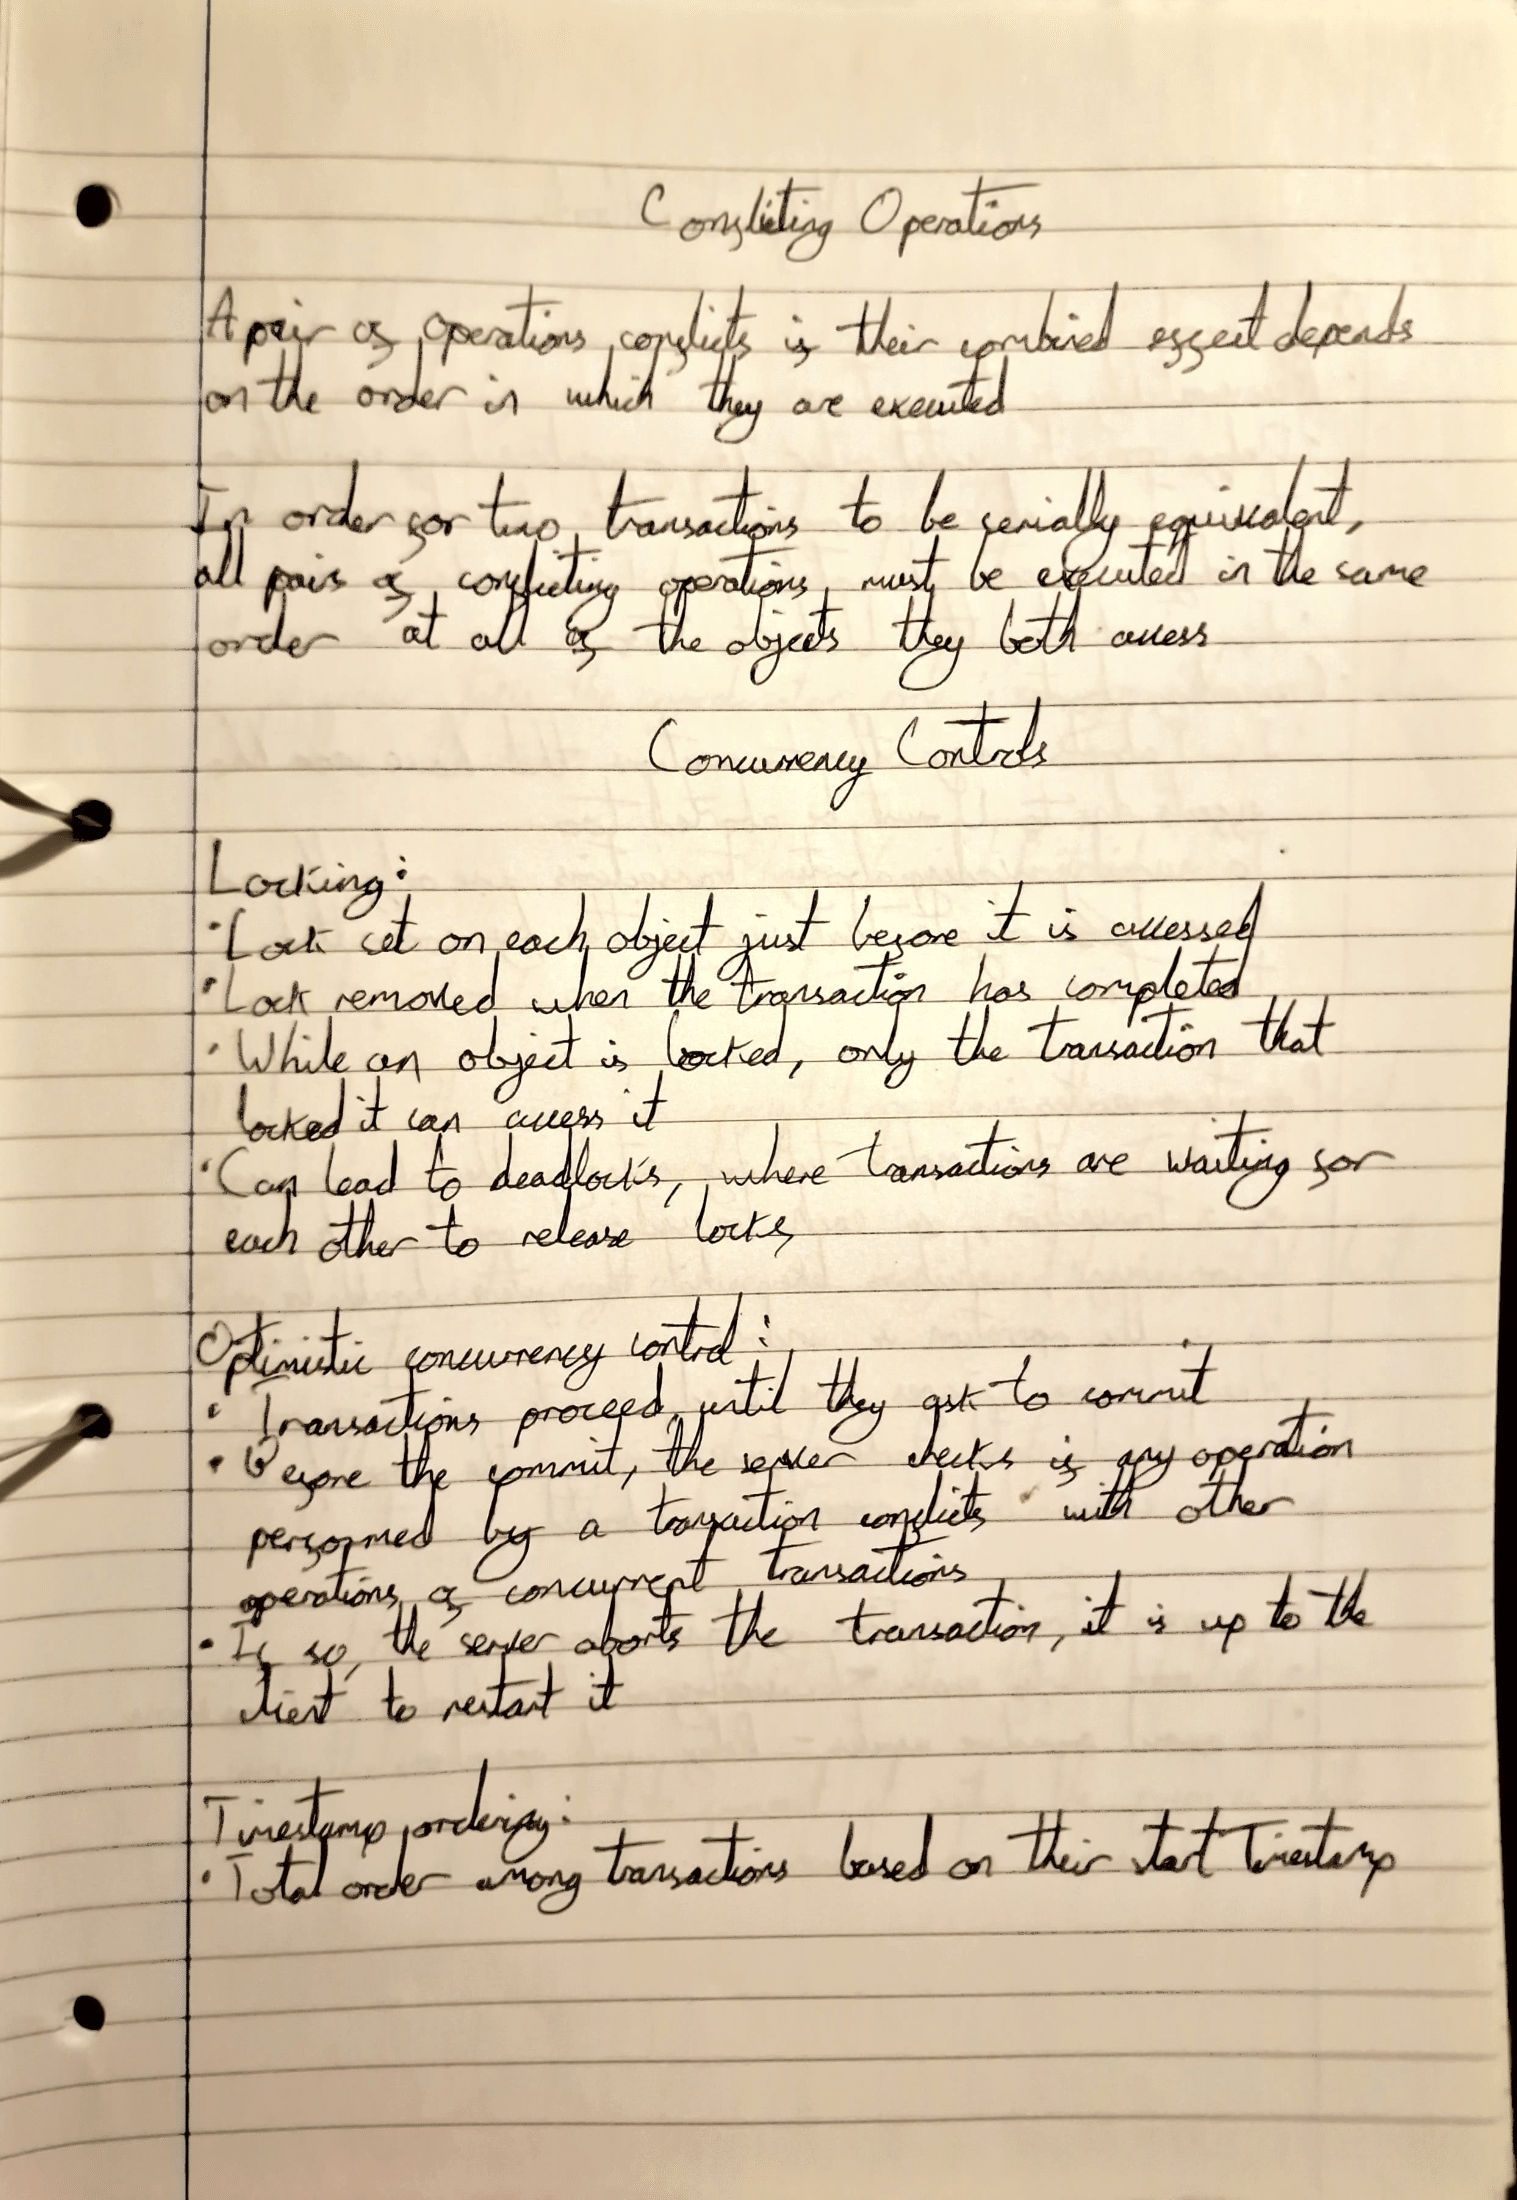 Conflicting Operations
A pair of operations conflicts if their combined effect depends
on the order in which they are executed
In order for two transactions to be serially equivalent,
all pairs of conflicting operations must be executed in the same
order at all of the objects they both access
Concurrency Controls
Locking:
· Lock set on each object just before it is accessed
· Lock removed when the transaction has completed
· While an object is locked, only the transaction that
locked it can access it
· Can lead to deadlocks, where transactions are waiting for
each other to release locks
Optimistic concurrency control:
· Transactions proceed until they ask to commit
· Before the commit, the server checks if any operation
performed by a transaction conflicts with other
operations of concurrent transactions
· If so, the server aborts the transaction, it is up to the
client to restart it
Timestamp ordering:
· Total order among transactions based on their start Timestamp